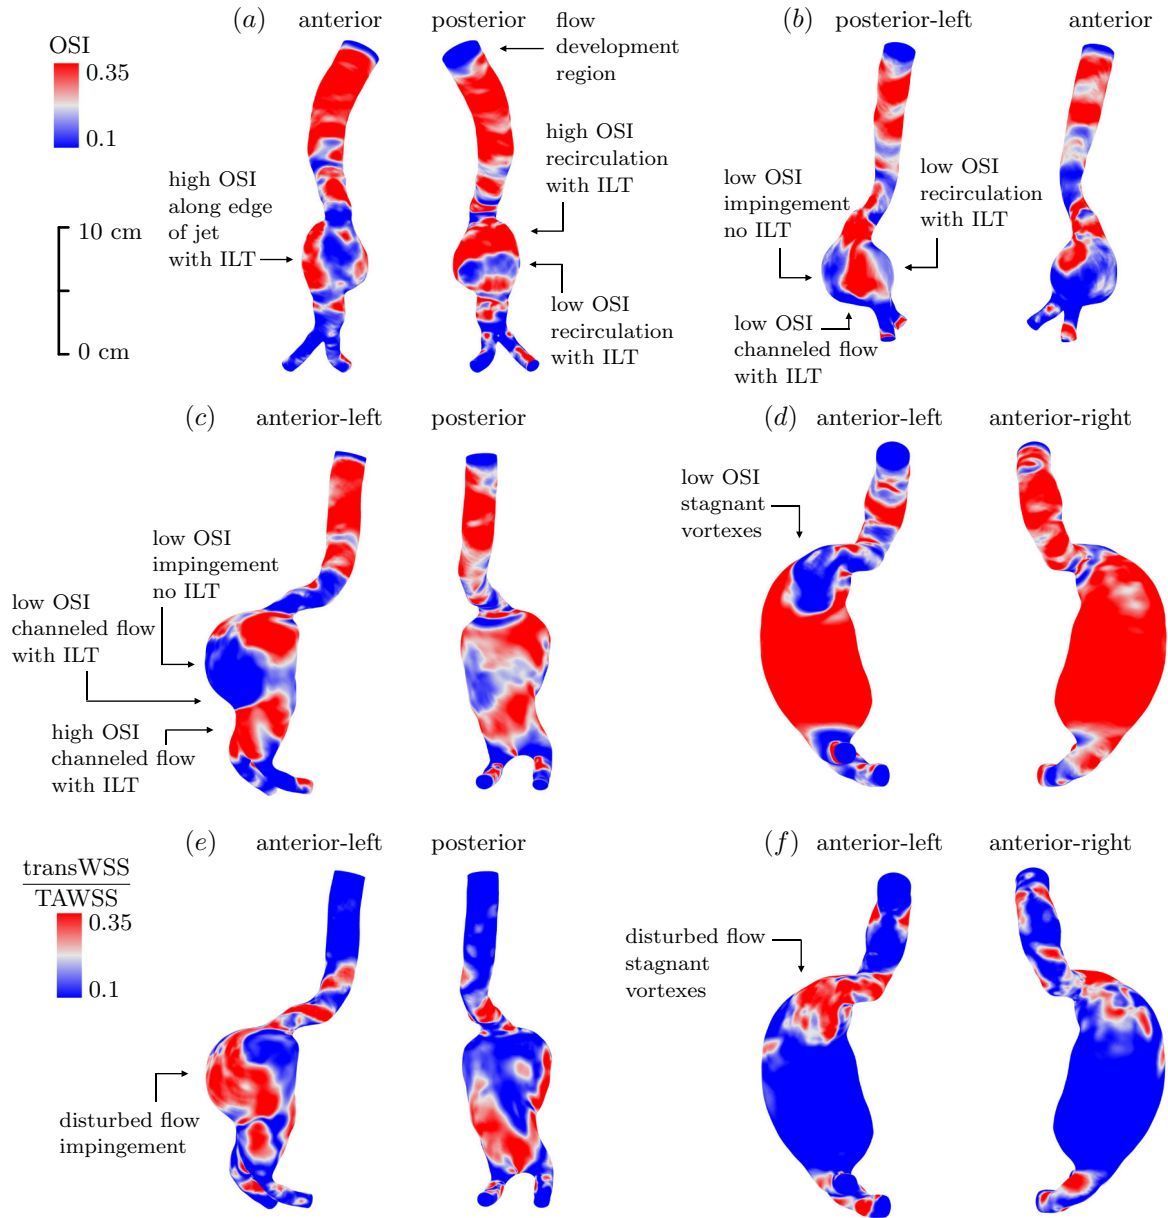 (a) anterior posterior
OSI
0.35
0.1
flow
development
region
high OSI
recirculation
with ILT
high OSI
along edge
of jet
with ILT
10 cm
0 cm
low OSI
recirculation
with ILT
(b) posterior-left anterior
low OSI
impingement
no ILT
low OSI
recirculation
with ILT
low OSI
channeled flow
with ILT
(c) anterior-left posterior
low OSI
impingement
no ILT
low OSI
channeled flow
with ILT
high OSI
channeled flow
with ILT
(d) anterior-left anterior-right
low OSI
stagnant
vortexes
(e) anterior-left posterior
transWSS
TAWSS
0.35
0.1
disturbed flow
impingement
(f) anterior-left anterior-right
disturbed flow
stagnant
vortexes